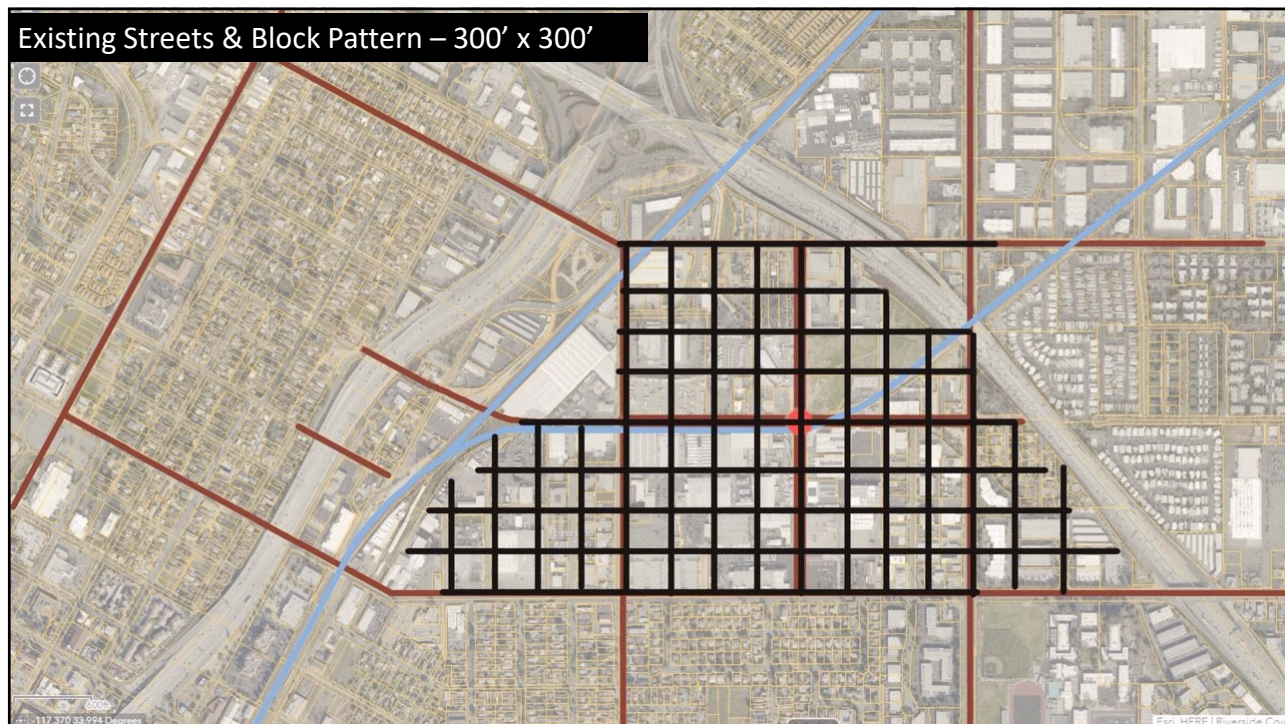 Existing Streets & Block Pattern – 300’ x 300’
600ft
-117.370 33.994 Degrees
Esri, HERE | Riverside Co